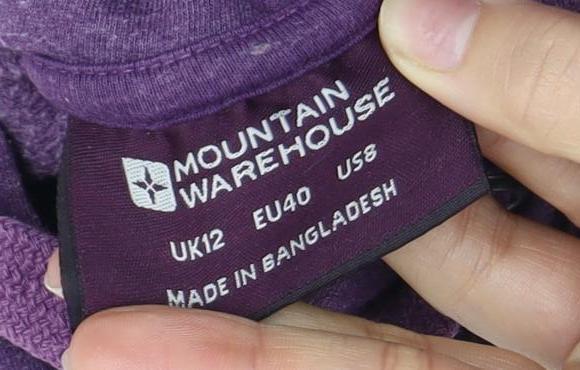 MOUNTAIN
WAREHOUSE
UK12 EU40 US8
MADE IN BANGLADESH